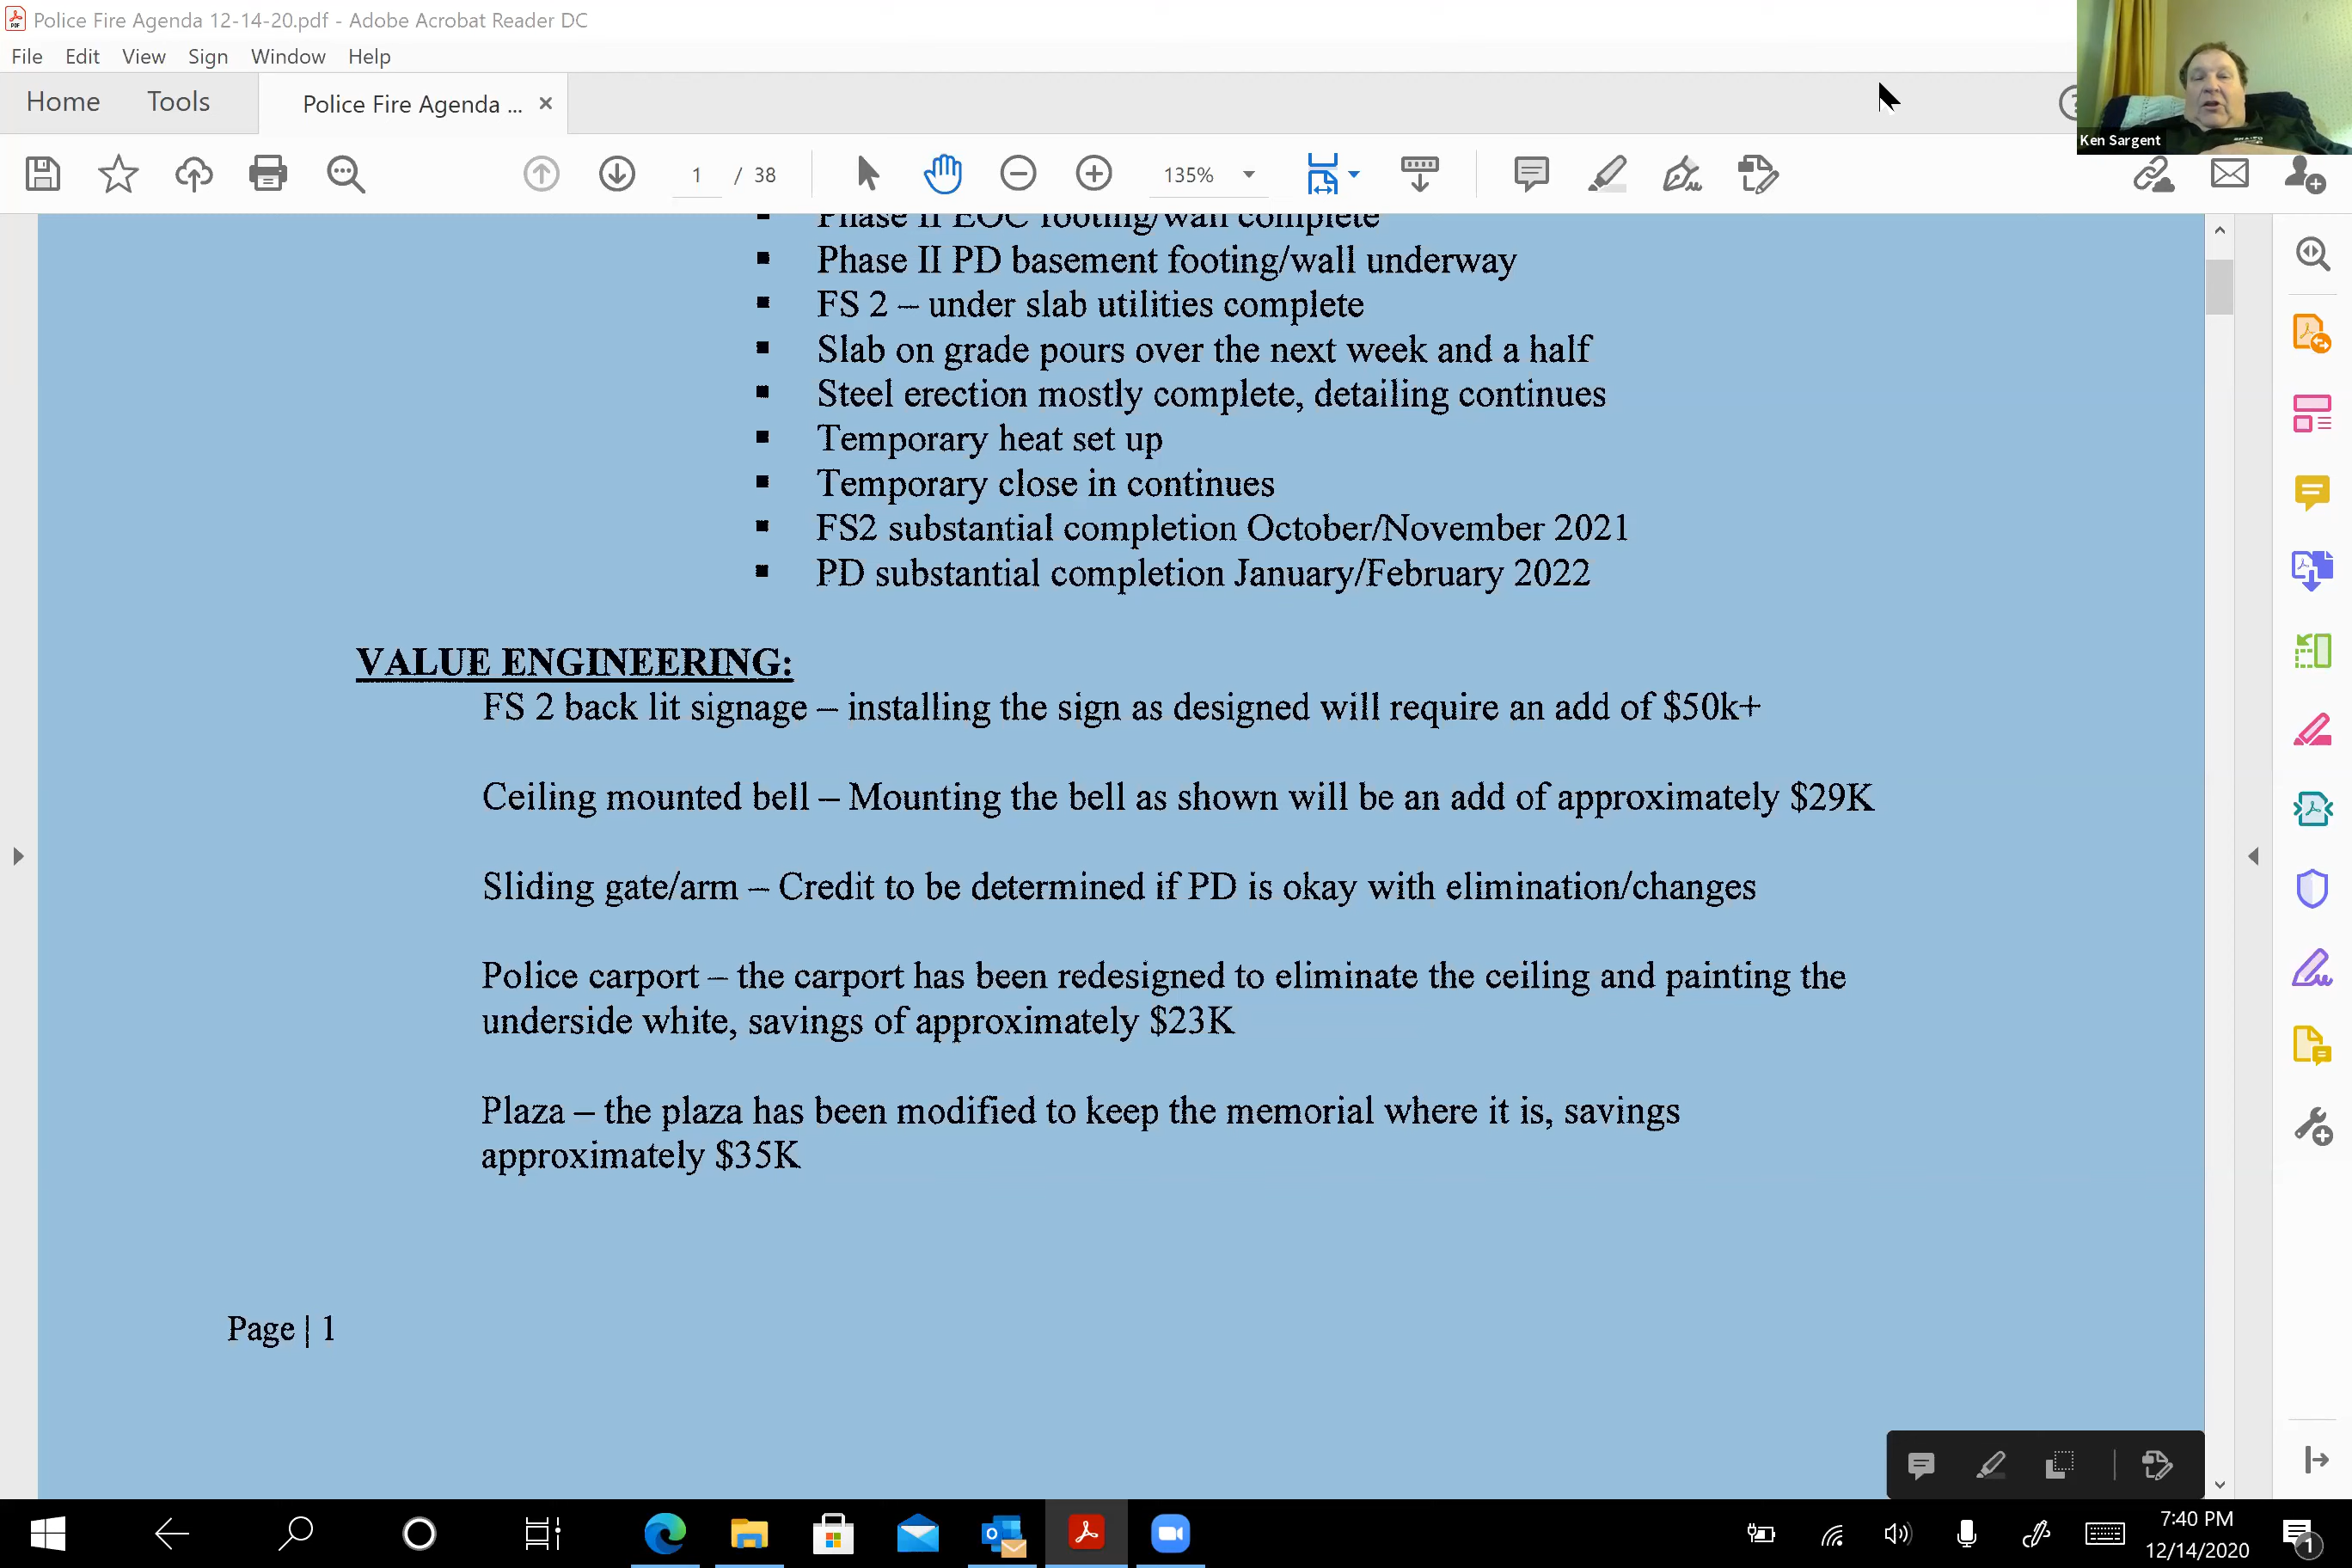 Police Fire Agenda 12-14-20.pdf - Adobe Acrobat Reader DC
File Edit View Sign Window Help
Home Tools Police Fire Agenda ... ×
Ken Sargent
1 / 38 135%
Phase II EOC footing/wall complete
Phase II PD basement footing/wall underway
FS 2 – under slab utilities complete
Slab on grade pours over the next week and a half
Steel erection mostly complete, detailing continues
Temporary heat set up
Temporary close in continues
FS2 substantial completion October/November 2021
PD substantial completion January/February 2022
VALUE ENGINEERING:
FS 2 back lit signage – installing the sign as designed will require an add of $50k+
Ceiling mounted bell – Mounting the bell as shown will be an add of approximately $29K
Sliding gate/arm – Credit to be determined if PD is okay with elimination/changes
Police carport – the carport has been redesigned to eliminate the ceiling and painting the
underside white, savings of approximately $23K
Plaza – the plaza has been modified to keep the memorial where it is, savings
approximately $35K
Page | 1
7:40 PM
12/14/2020
1